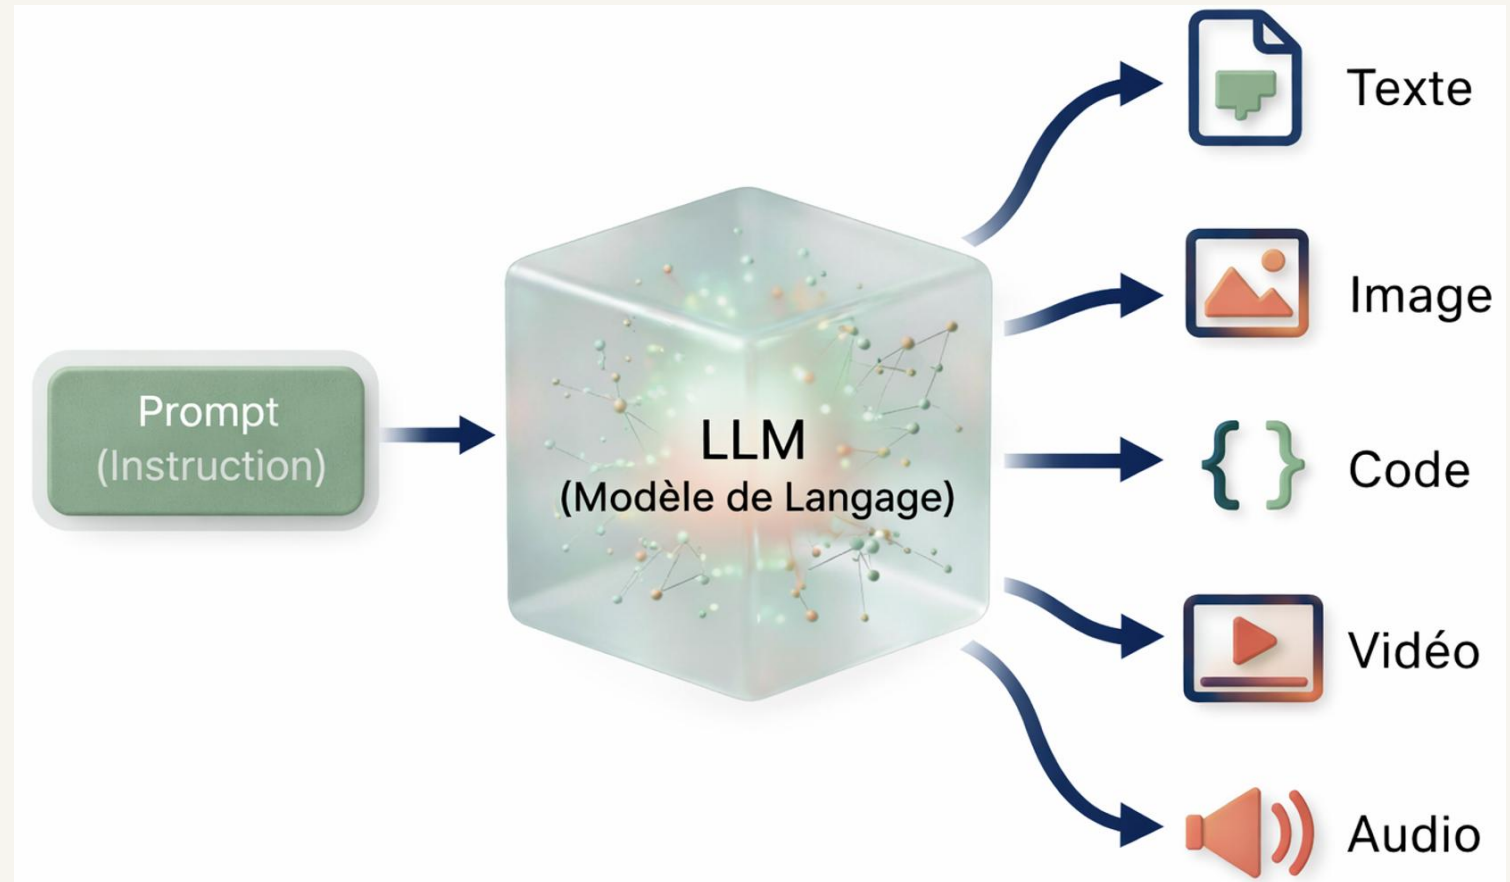 Prompt
(Instruction)
LLM
(Modèle de Langage)
Texte
Image
Code
Vidéo
Audio